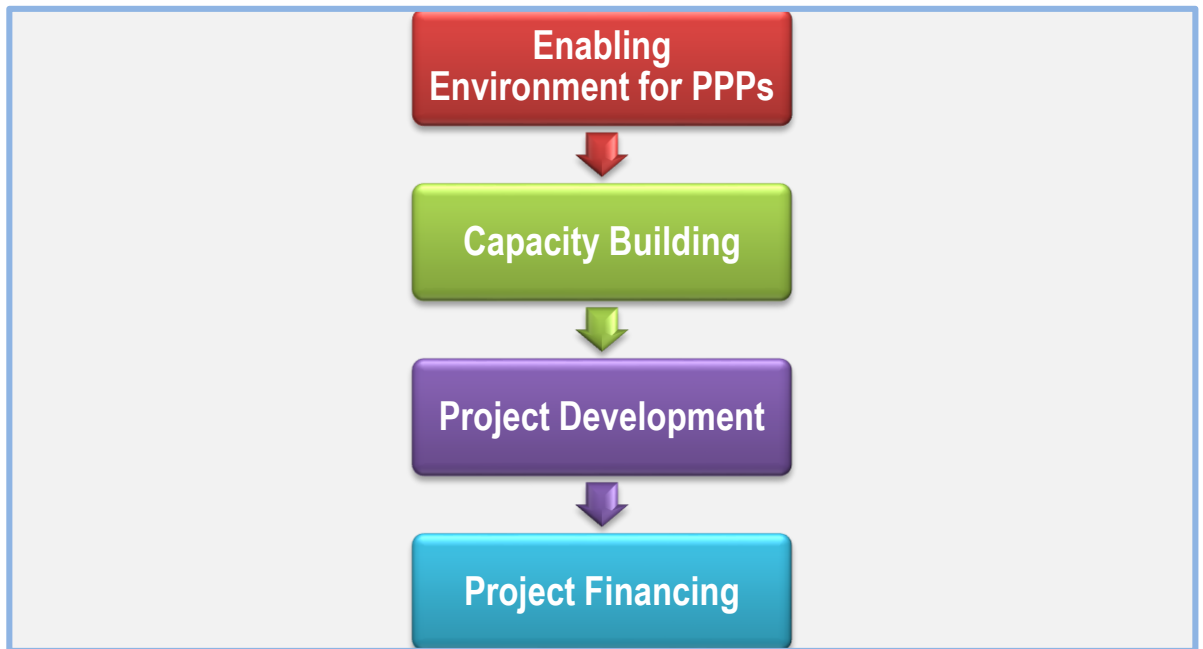 Enabling
Environment for PPPs
Capacity Building
Project Development
Project Financing